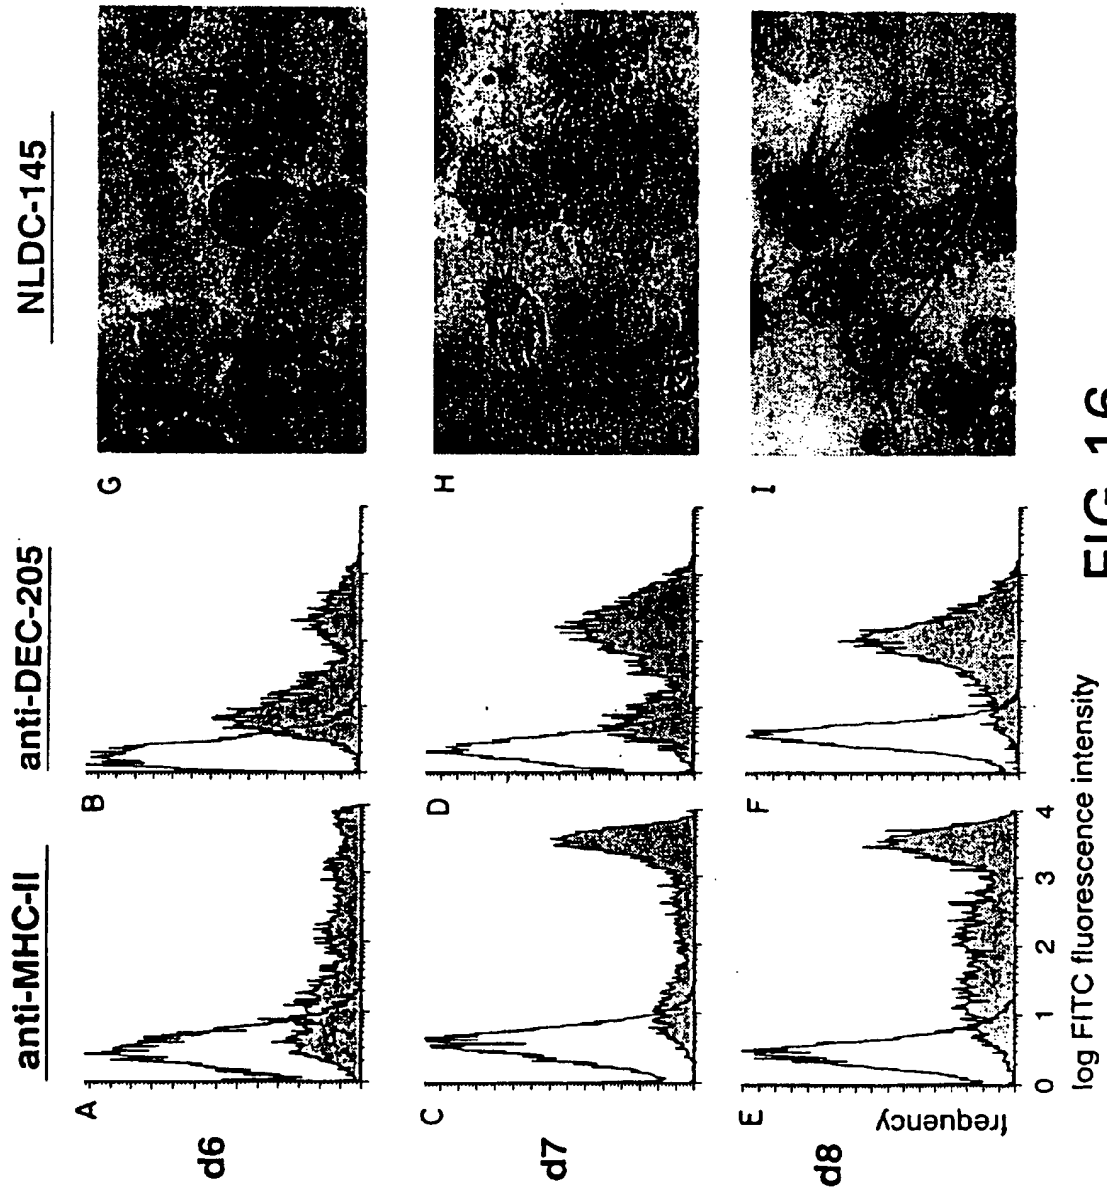 anti-MHC-II
anti-DEC-205
NLDC-145
d6
A
B
G
d7
C
D
H
d8
E
F
I
frequency
0 1 2 3 4
log FITC fluorescence intensity
FIG. 16